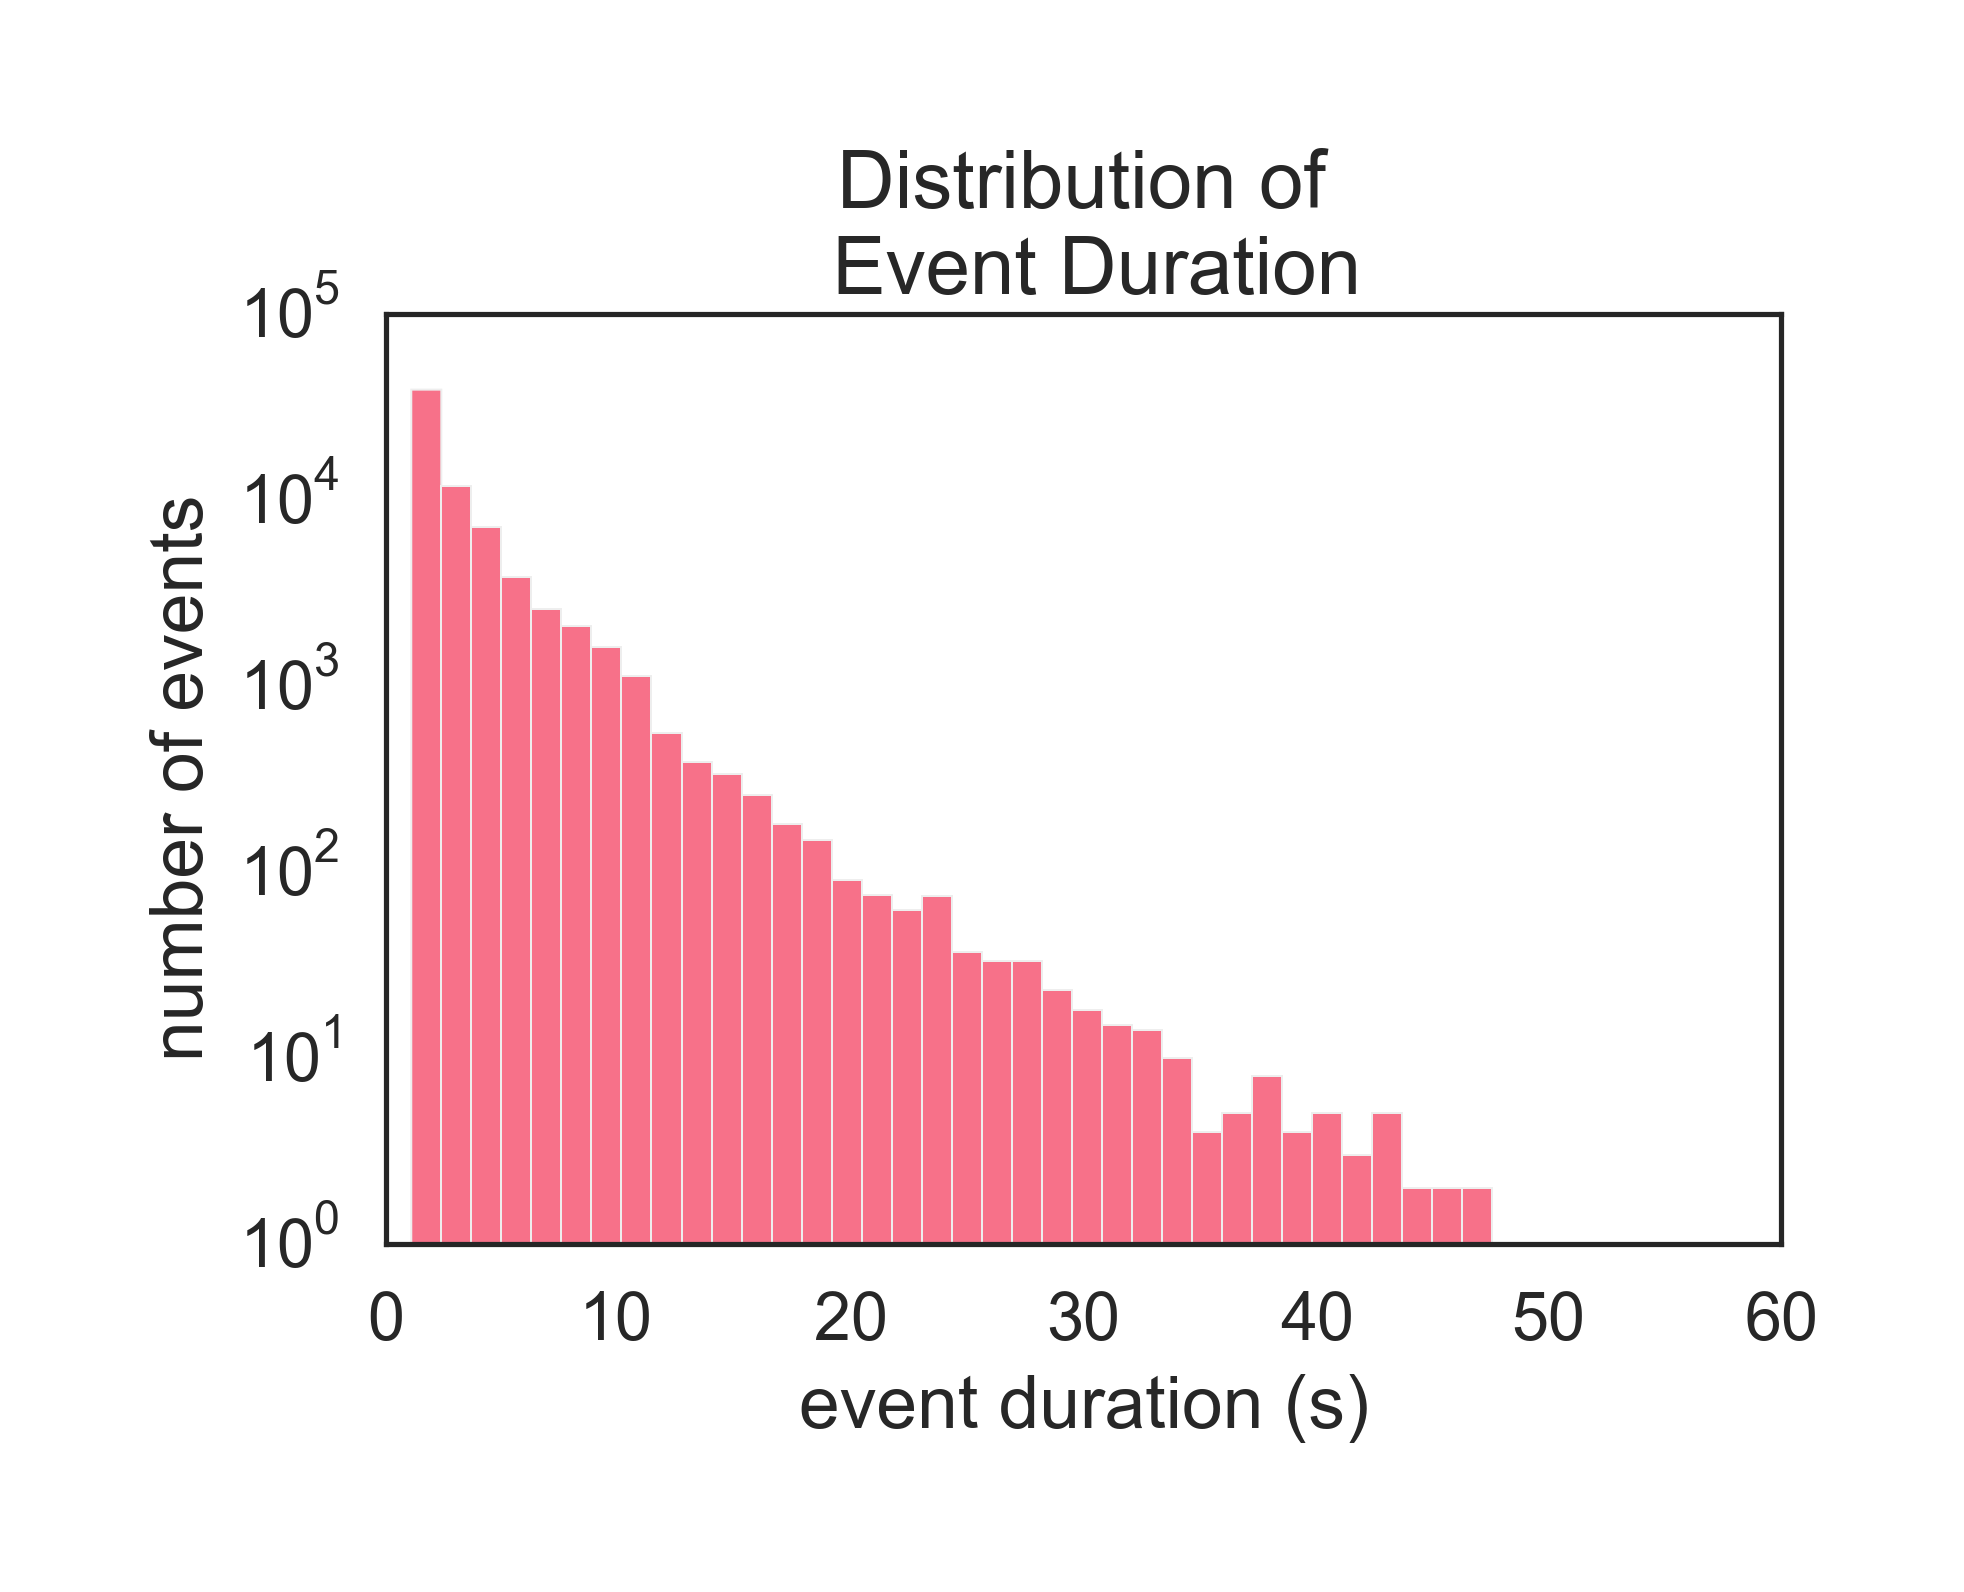 Distribution of
Event Duration
10^5
10^4
10^3
10^2
10^1
10^0
number of events
0 10 20 30 40 50 60
event duration (s)